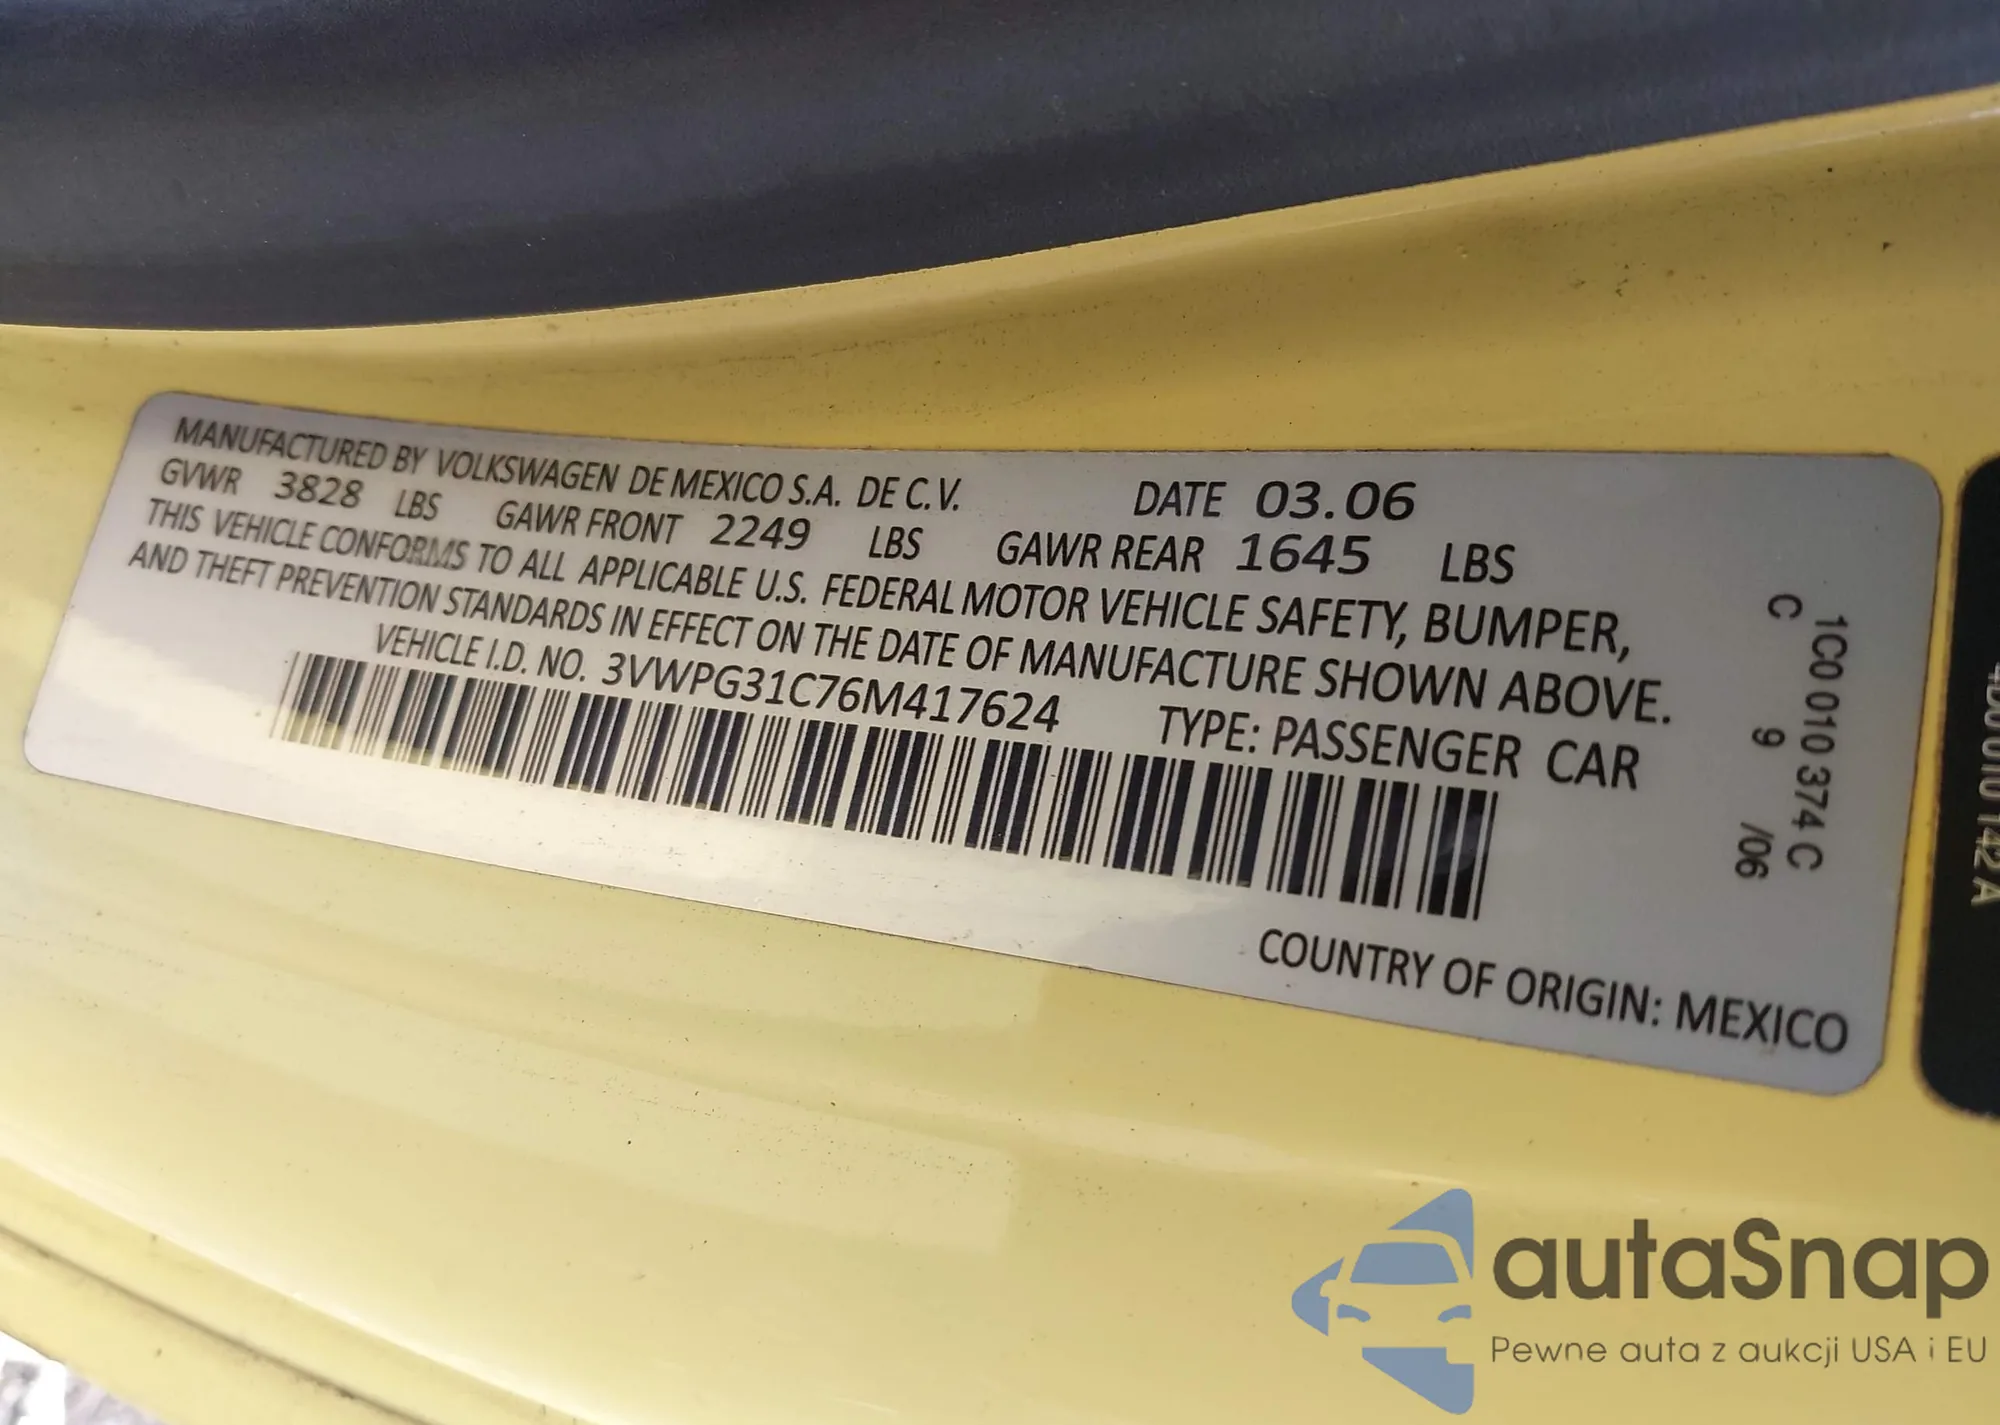 MANUFACTURED BY VOLKSWAGEN DE MEXICO S.A. DE C.V. DATE 03.06
GVWR 3828 LBS GAWR FRONT 2249 LBS GAWR REAR 1645 LBS
THIS VEHICLE CONFORMS TO ALL APPLICABLE U.S. FEDERAL MOTOR VEHICLE SAFETY, BUMPER,
AND THEFT PREVENTION STANDARDS IN EFFECT ON THE DATE OF MANUFACTURE SHOWN ABOVE.
VEHICLE I.D. NO. 3VWPG31C76M417624 TYPE: PASSENGER CAR
COUNTRY OF ORIGIN: MEXICO
1C0 010 374 C
C 9 /06
autaSnap
Pewne auta z aukcji USA i EU